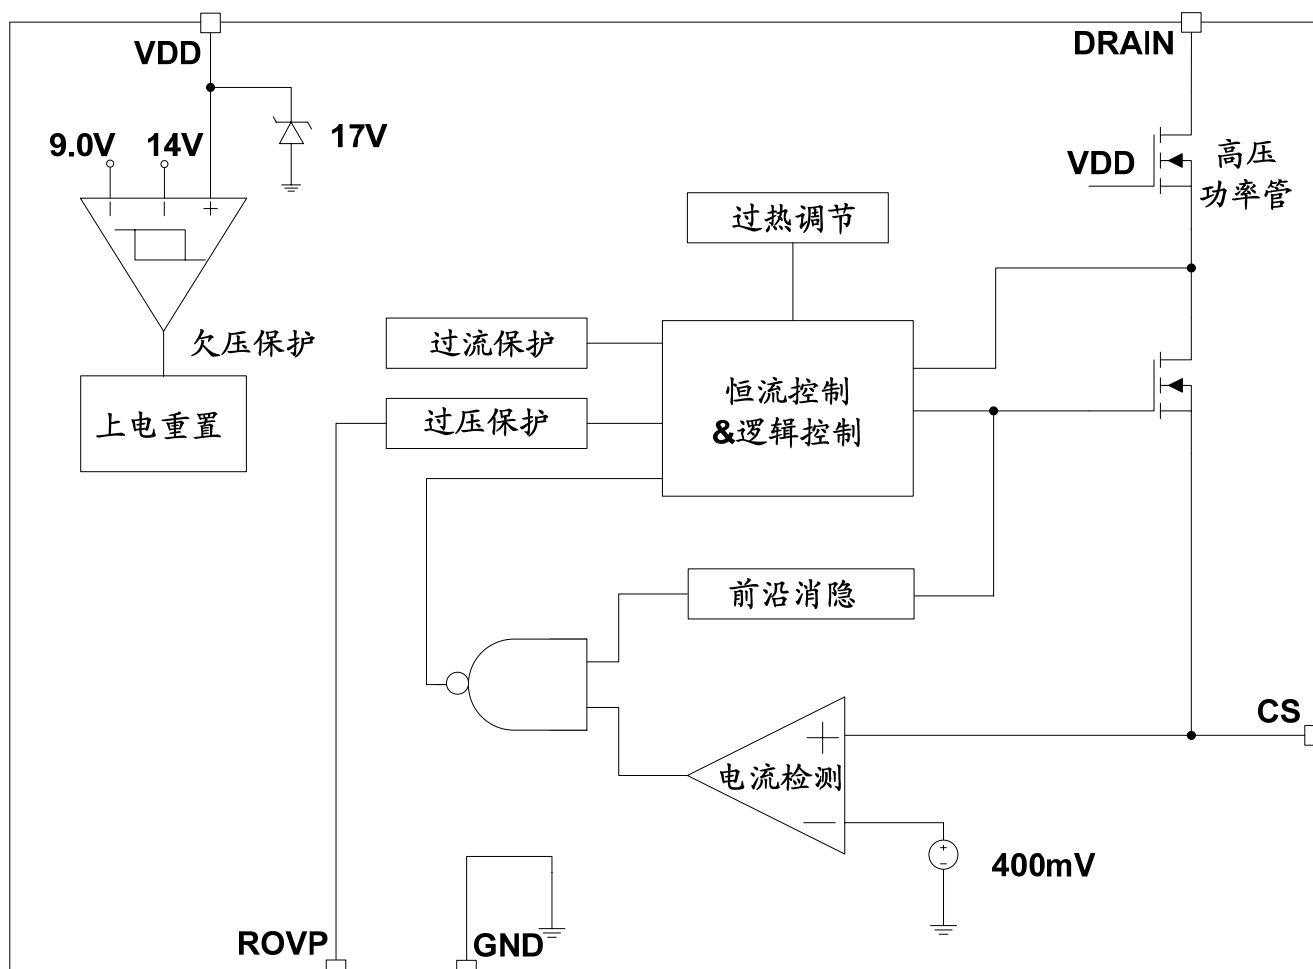 VDD
DRAIN
9.0V
14V
17V
VDD
高压
功率管
过热调节
欠压保护
过流保护
上电重置
过压保护
恒流控制
&逻辑控制
前沿消隐
CS
电流检测
400mV
ROVP
GND